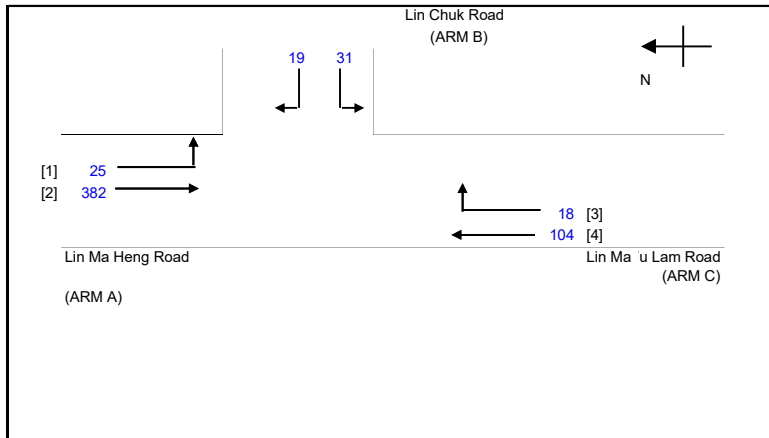 Lin Chuk Road
(ARM B)
19 31
N
[1] 25
[2] 382
18 [3]
104 [4]
Lin Ma Heng Road
Lin Ma 'u Lam Road
(ARM C)
(ARM A)